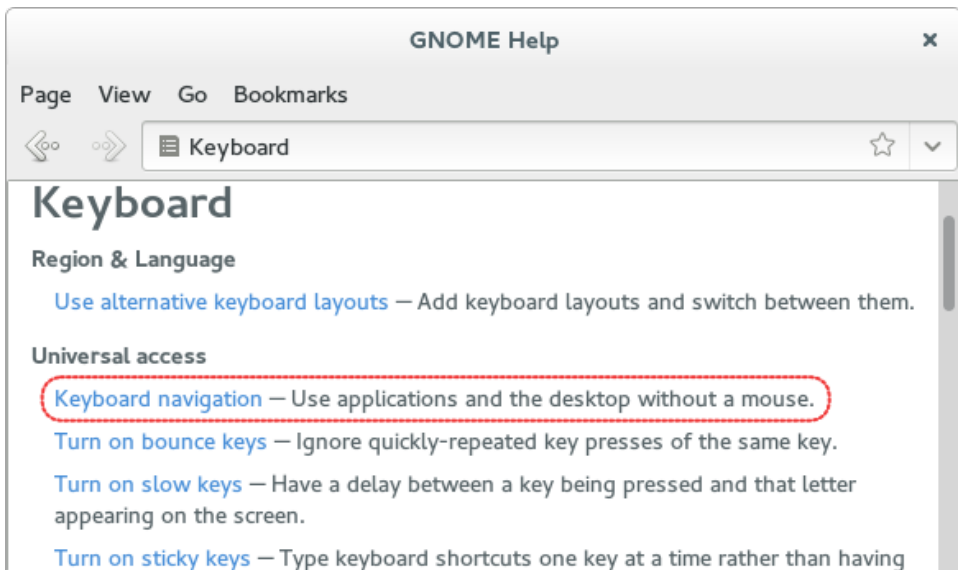 GNOME Help
Page View Go Bookmarks
Keyboard
Keyboard
Region & Language
Use alternative keyboard layouts — Add keyboard layouts and switch between them.
Universal access
Keyboard navigation — Use applications and the desktop without a mouse.
Turn on bounce keys — Ignore quickly-repeated key presses of the same key.
Turn on slow keys — Have a delay between a key being pressed and that letter
appearing on the screen.
Turn on sticky keys — Type keyboard shortcuts one key at a time rather than having